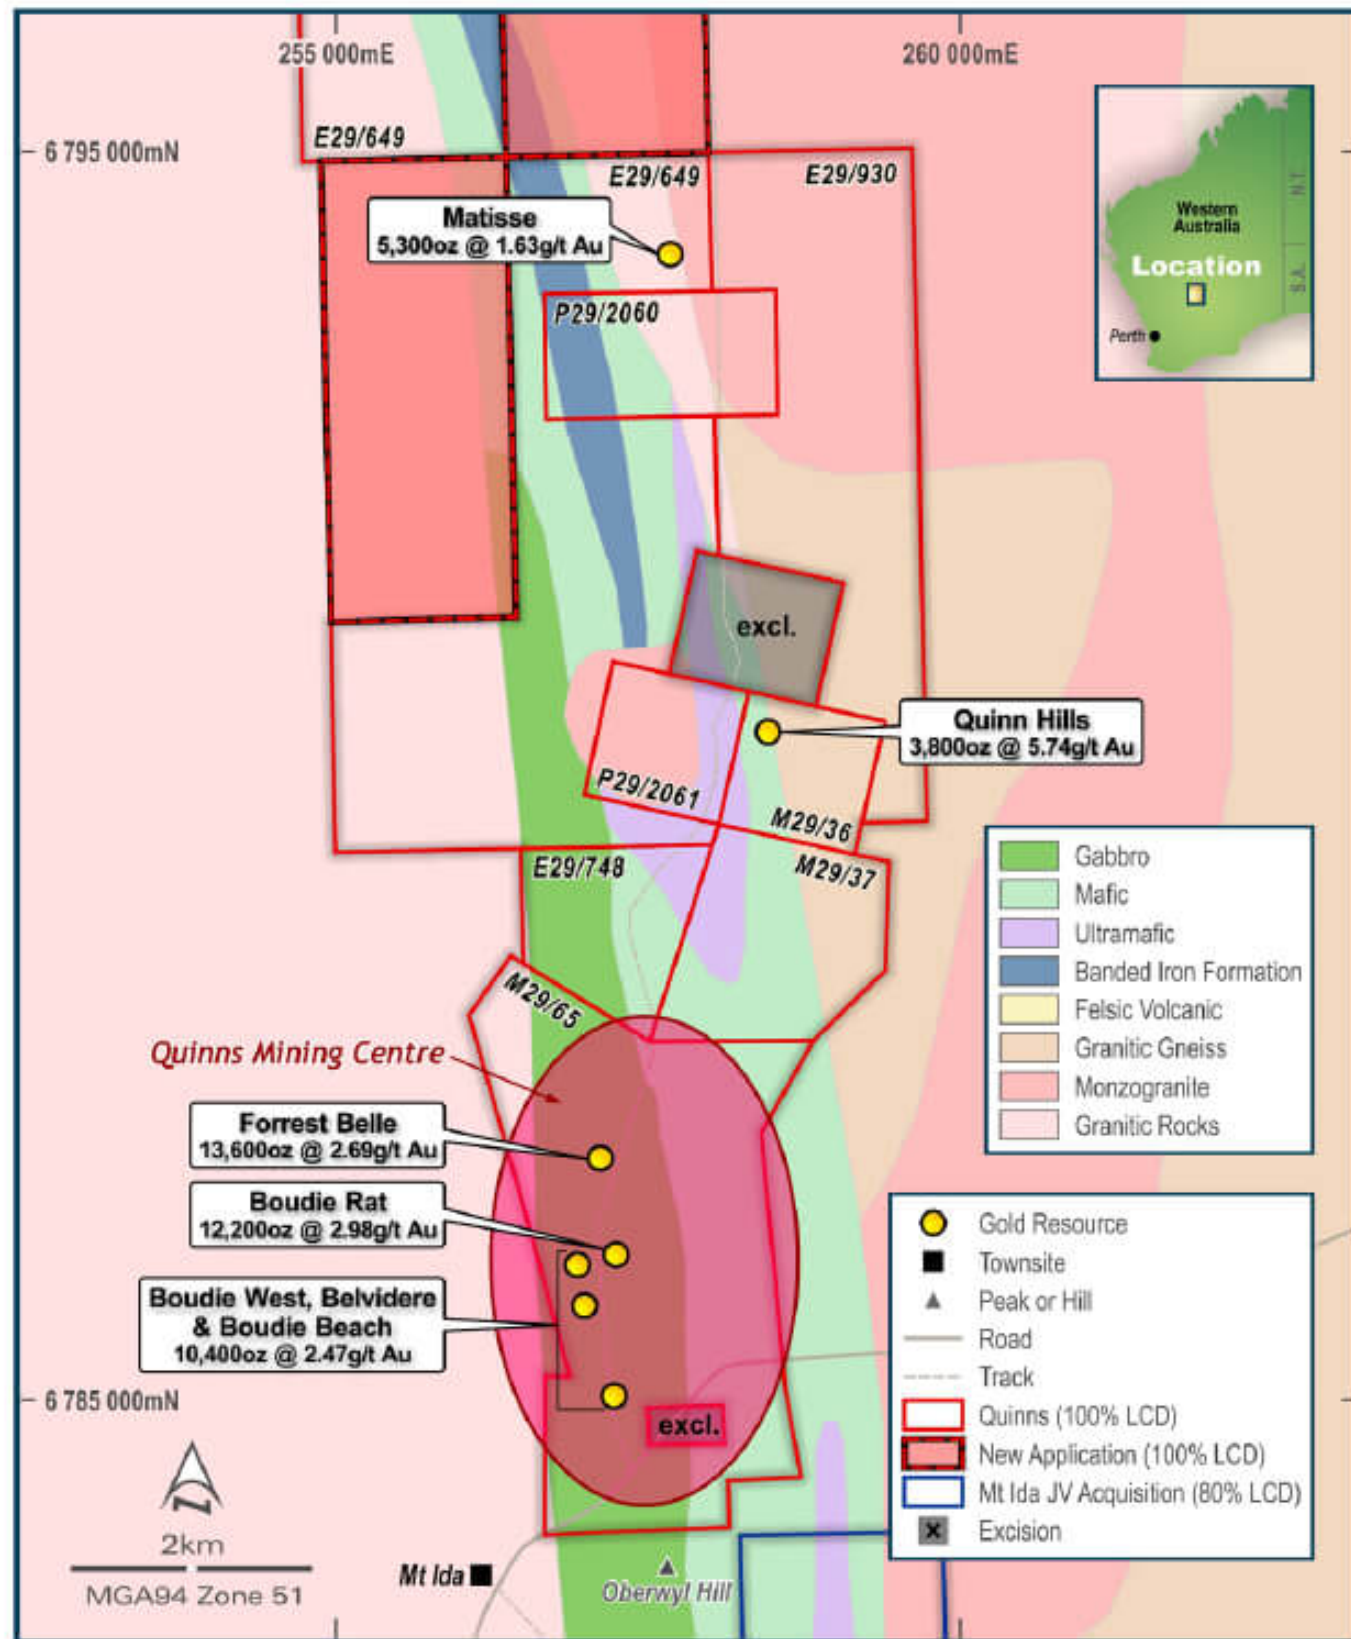 255 000mE
260 000mE
6 795 000mN
E29/649
E29/649
E29/930
Matisse
5,300oz @ 1.63g/t Au
P29/2060
N.T.
Western
Australia
Location
S.A.
Perth
excl.
Quinn Hills
3,800oz @ 5.74g/t Au
P29/2061
M29/36
M29/37
E29/748
Gabbro
Mafic
Ultramafic
Banded Iron Formation
Felsic Volcanic
Granitic Gneiss
Monzogranite
Granitic Rocks
M29/65
Quinns Mining Centre
Forrest Belle
13,600oz @ 2.69g/t Au
Boudie Rat
12,200oz @ 2.98g/t Au
Boudie West, Belvidere
& Boudie Beach
10,400oz @ 2.47g/t Au
6 785 000mN
excl.
Gold Resource
Townsite
Peak or Hill
Road
Track
Quinns (100% LCD)
New Application (100% LCD)
Mt Ida JV Acquisition (80% LCD)
Excision
N
2km
MGA94 Zone 51
Mt Ida
Oberwyl Hill